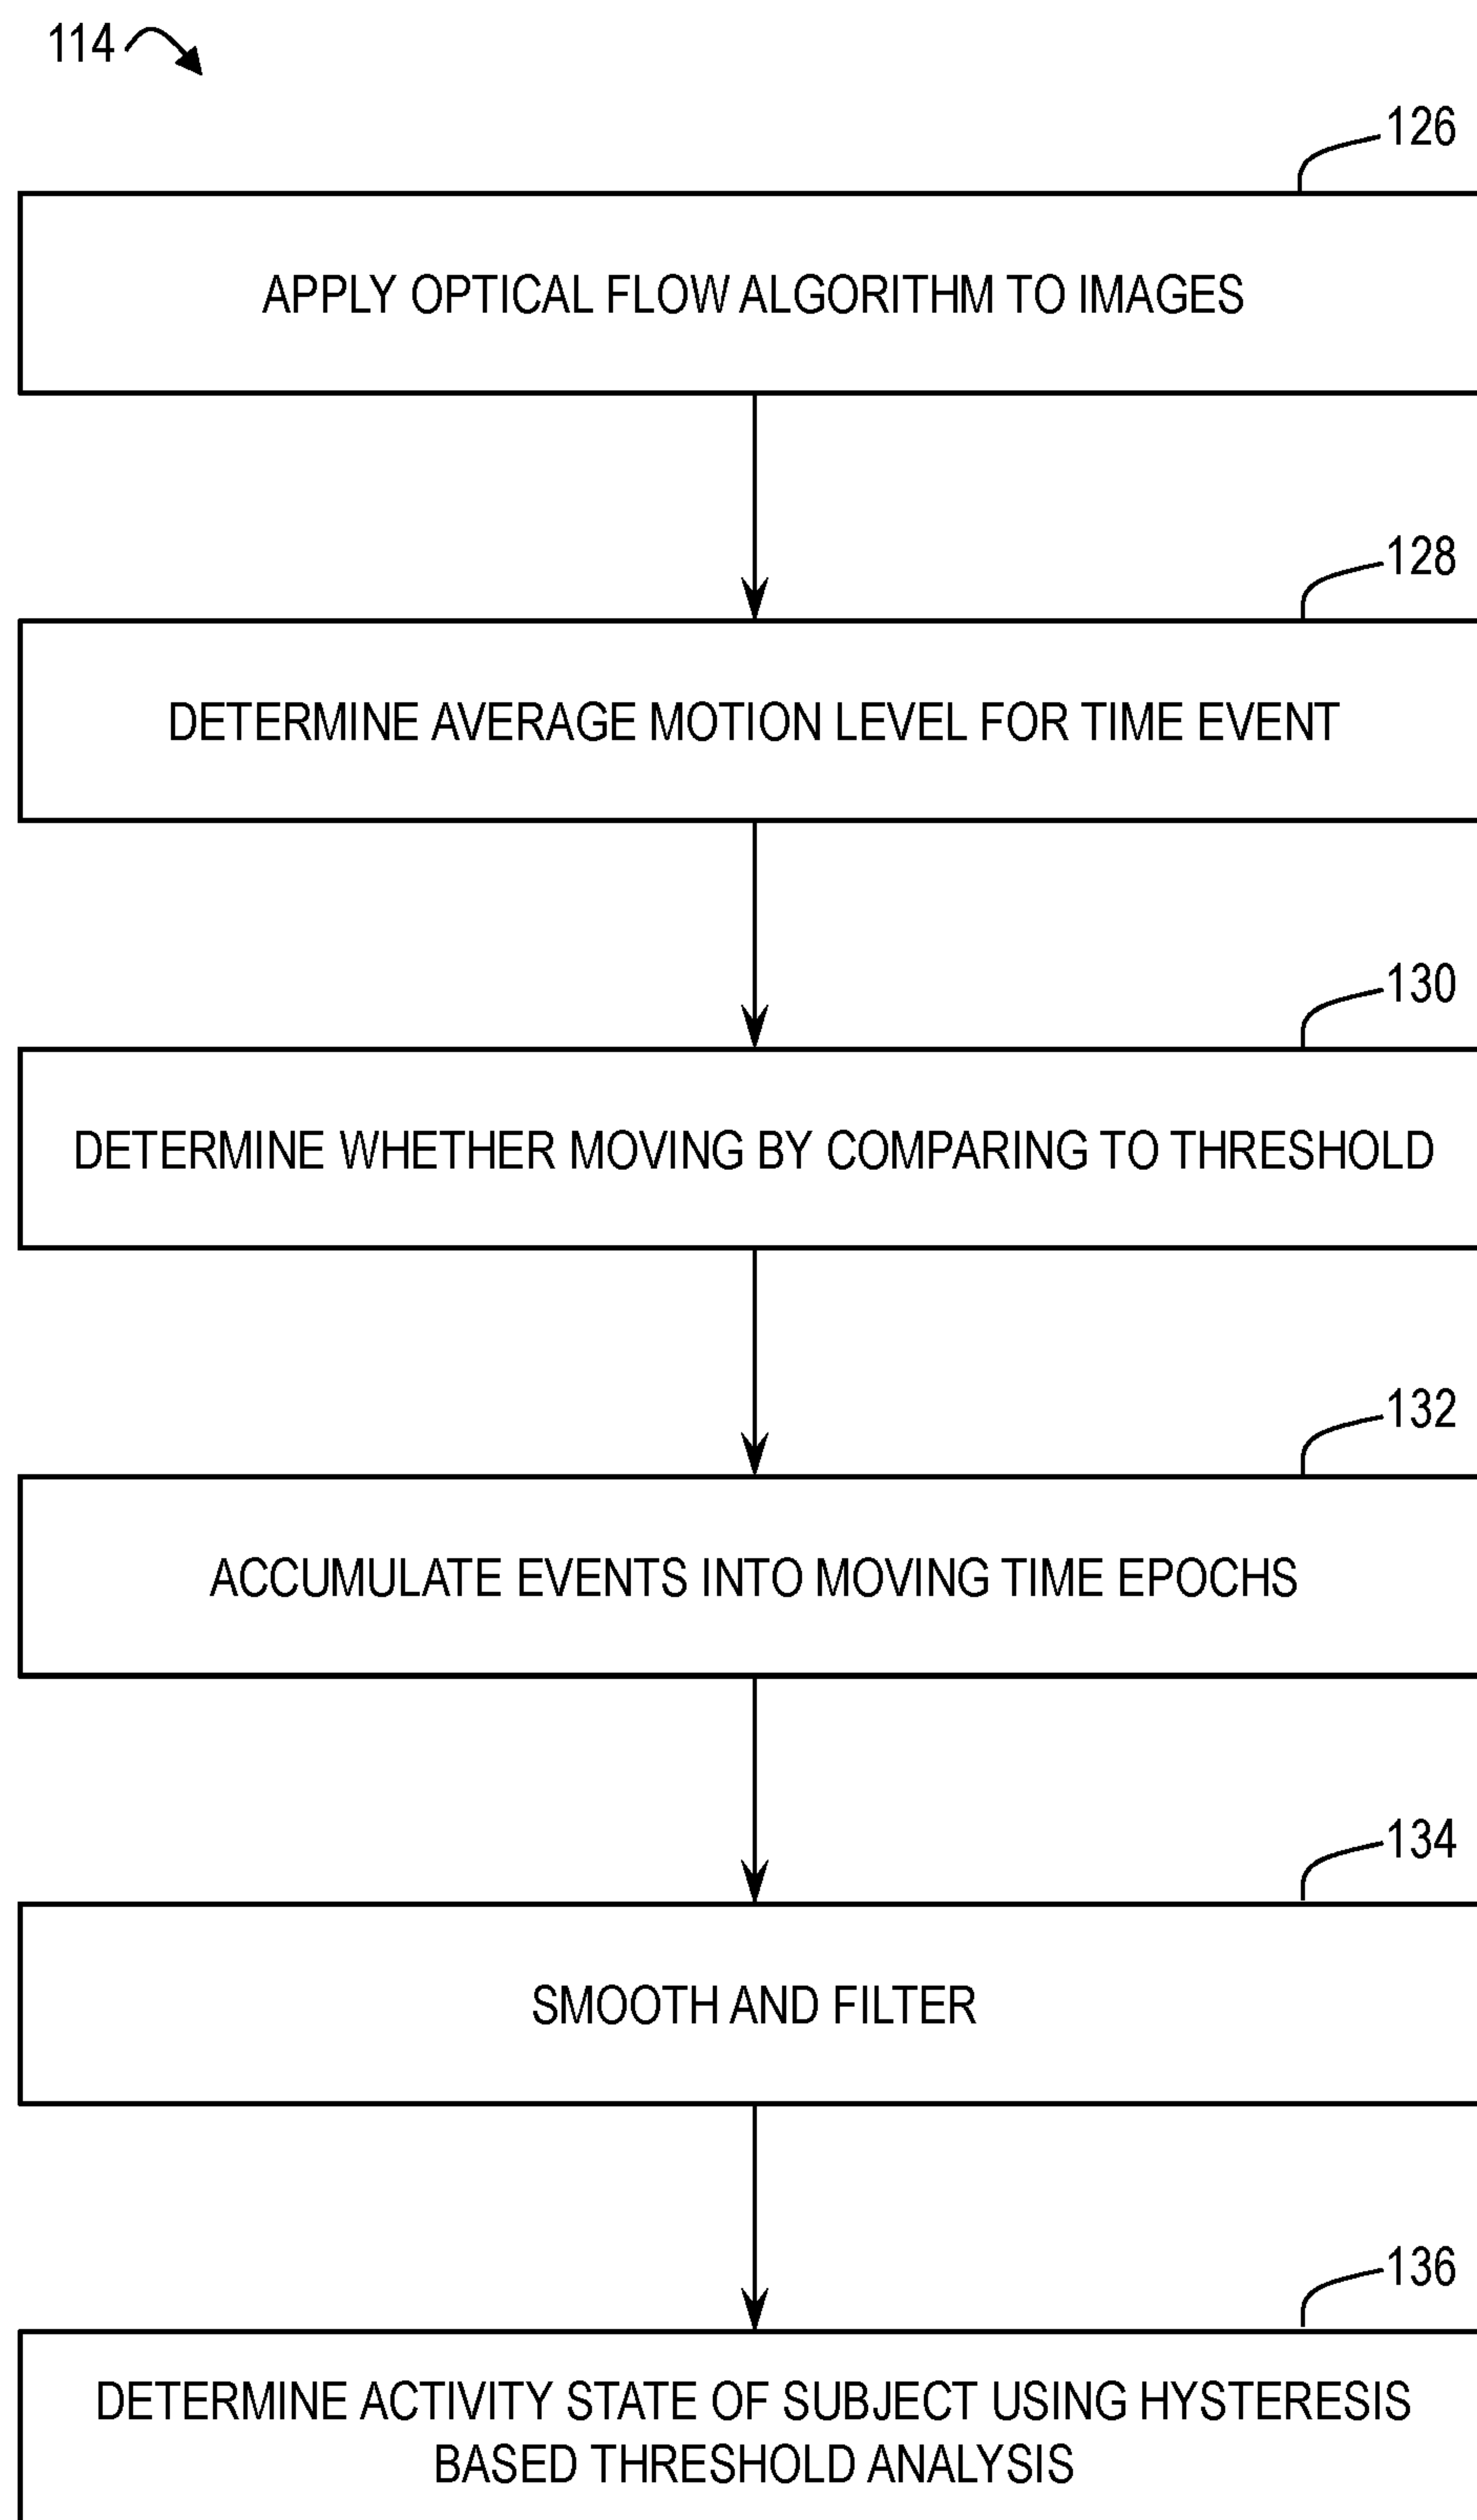 114
126
APPLY OPTICAL FLOW ALGORITHM TO IMAGES
128
DETERMINE AVERAGE MOTION LEVEL FOR TIME EVENT
130
DETERMINE WHETHER MOVING BY COMPARING TO THRESHOLD
132
ACCUMULATE EVENTS INTO MOVING TIME EPOCHS
134
SMOOTH AND FILTER
136
DETERMINE ACTIVITY STATE OF SUBJECT USING HYSTERESIS
BASED THRESHOLD ANALYSIS